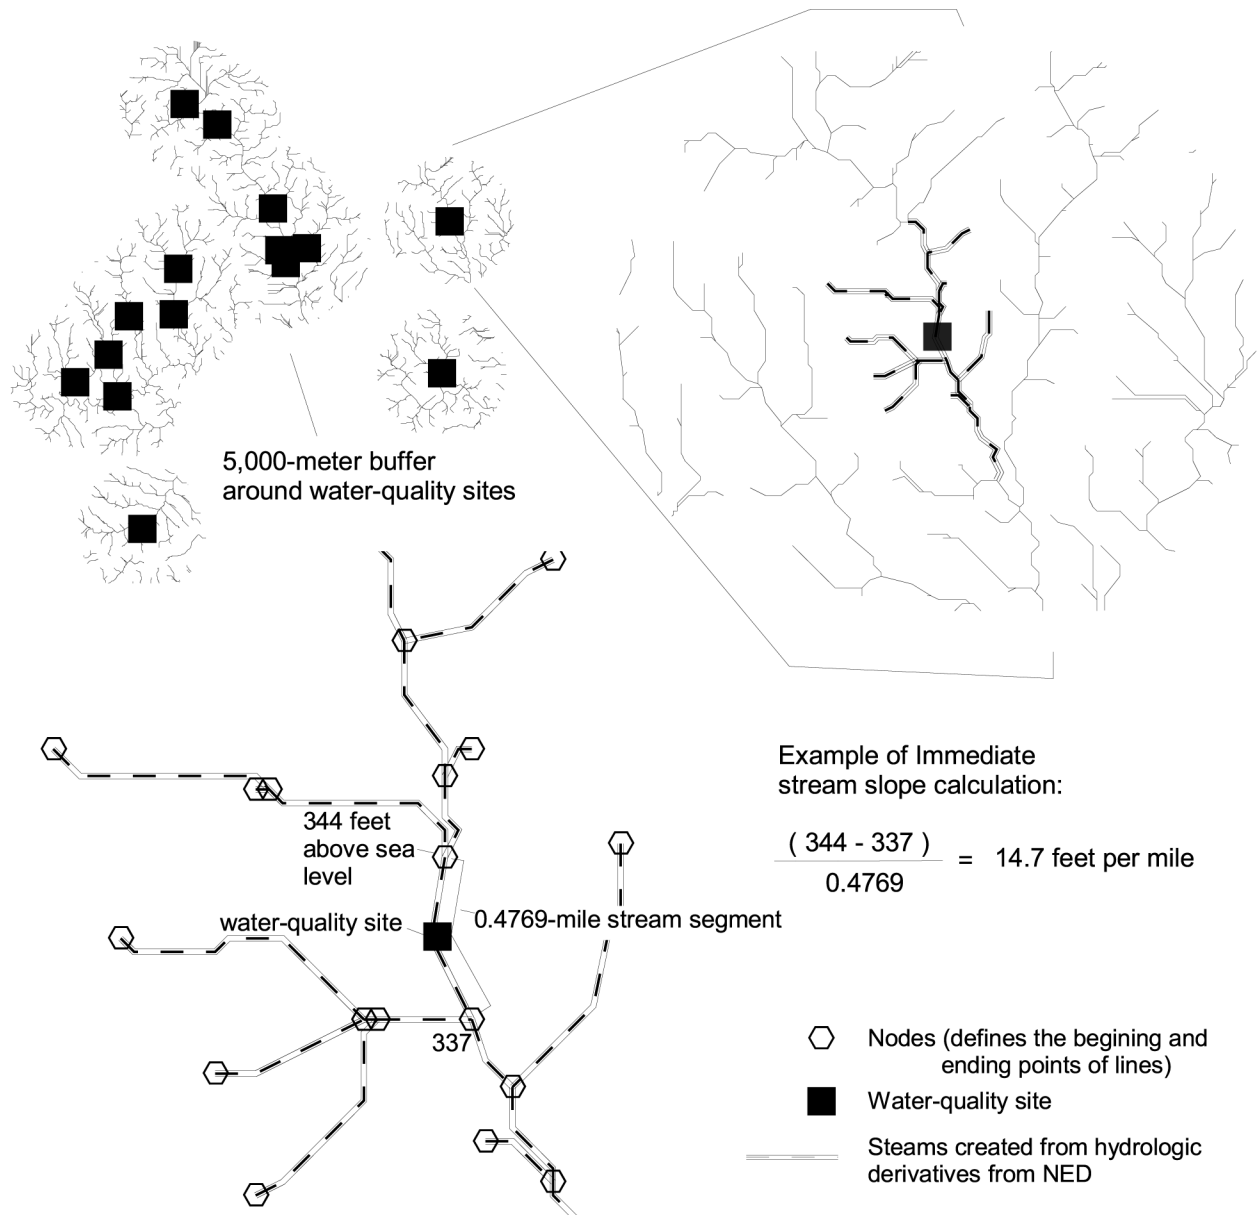 5,000-meter buffer
around water-quality sites
344 feet
above sea
level
water-quality site
0.4769-mile stream segment
337
Example of Immediate
stream slope calculation:
( 344 - 337 )
0.4769
= 14.7 feet per mile
Nodes (defines the begining and
ending points of lines)
Water-quality site
Steams created from hydrologic
derivatives from NED